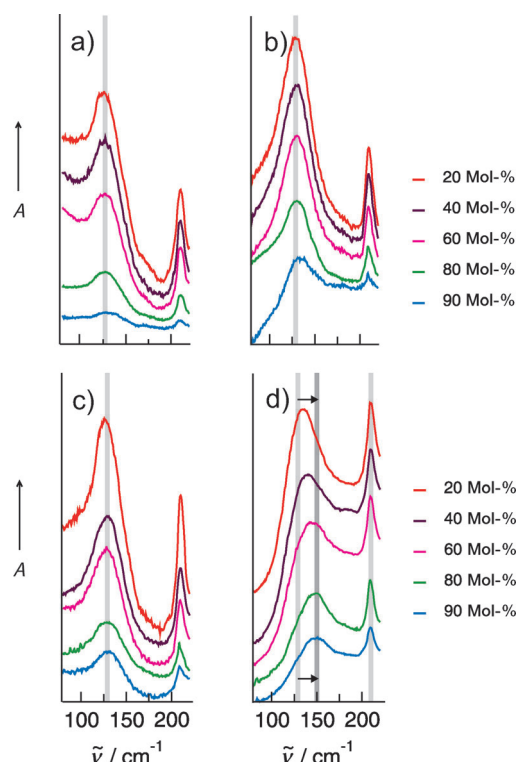 a)
b)
A
20 Mol-%
40 Mol-%
60 Mol-%
80 Mol-%
90 Mol-%
c)
d)
A
20 Mol-%
40 Mol-%
60 Mol-%
80 Mol-%
90 Mol-%
100 150 200
100 150 200
ṽ / cm⁻¹
ṽ / cm⁻¹